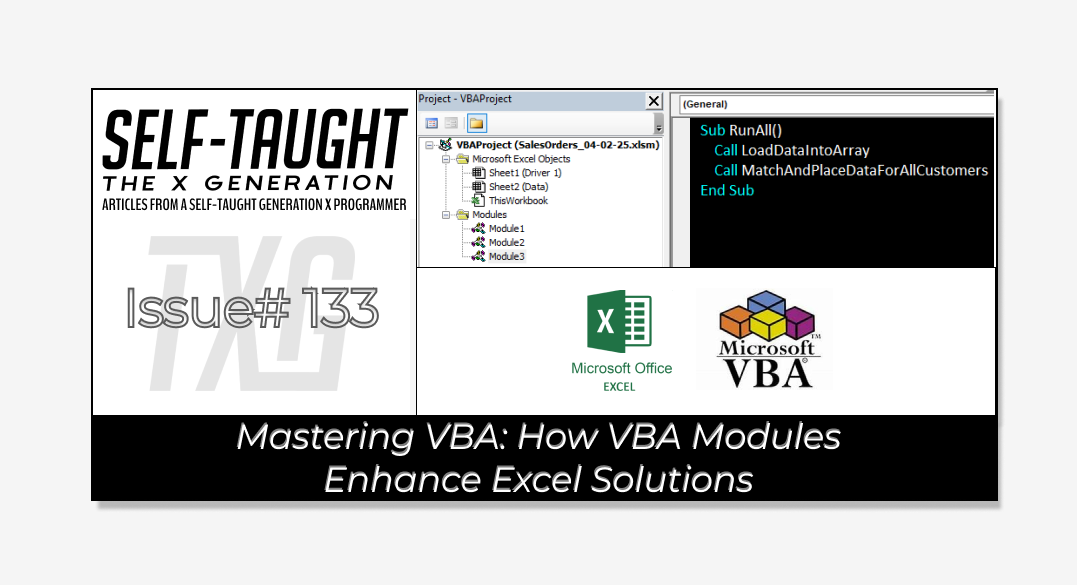 SELF-TAUGHT
THE X GENERATION
ARTICLES FROM A SELF-TAUGHT GENERATION X PROGRAMMER
TXG
Issue# 133
Project - VBAProject
VBAProject (SalesOrders_04-02-25.xlsm)
Microsoft Excel Objects
Sheet1 (Driver 1)
Sheet2 (Data)
ThisWorkbook
Modules
Module1
Module2
Module3
(General)
Sub RunAll()
Call LoadDataIntoArray
Call MatchAndPlaceDataForAllCustomers
End Sub
X
Microsoft Office
EXCEL
Microsoft TM
VBA
Mastering VBA: How VBA Modules
Enhance Excel Solutions